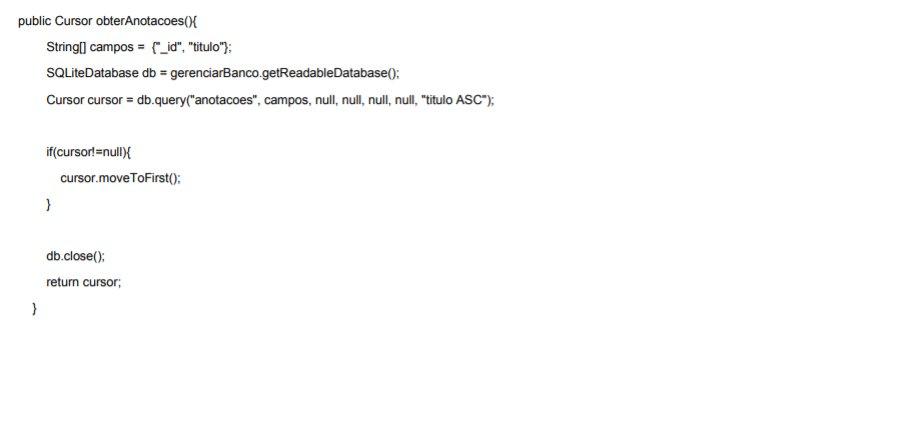 public Cursor obterAnotacoes(){
String[] campos = {"_id", "titulo"};
SQLiteDatabase db = gerenciarBanco.getReadableDatabase();
Cursor cursor = db.query("anotacoes", campos, null, null, null, null, "titulo ASC");
if(cursor!=null){
cursor.moveToFirst();
}
db.close();
return cursor;
}